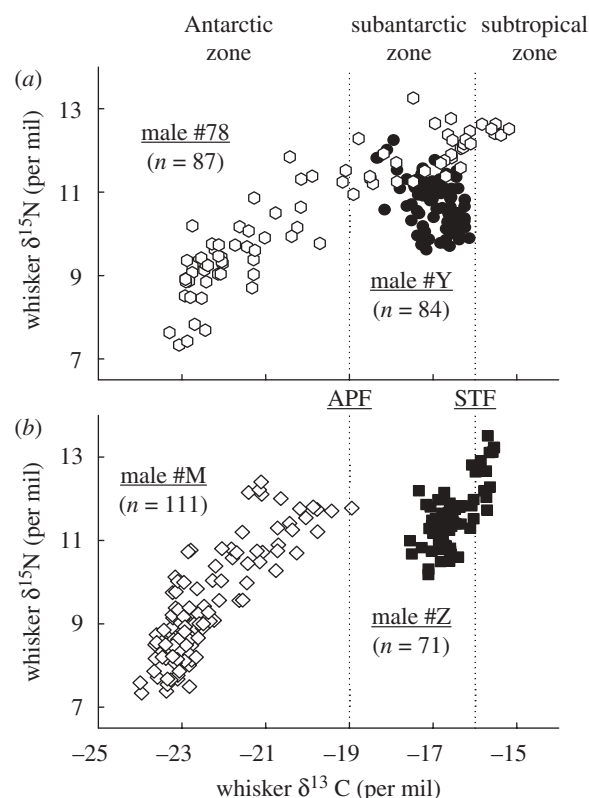 Antarctic zone
subantarctic zone
subtropical zone
(a)
13
11
9
7
whisker δ15N (per mil)
male #78
(n = 87)
male #Y
(n = 84)
APF
STF
(b)
13
11
9
7
whisker δ15N (per mil)
male #M
(n = 111)
male #Z
(n = 71)
−25
−23
−21
−19
−17
−15
whisker δ13 C (per mil)